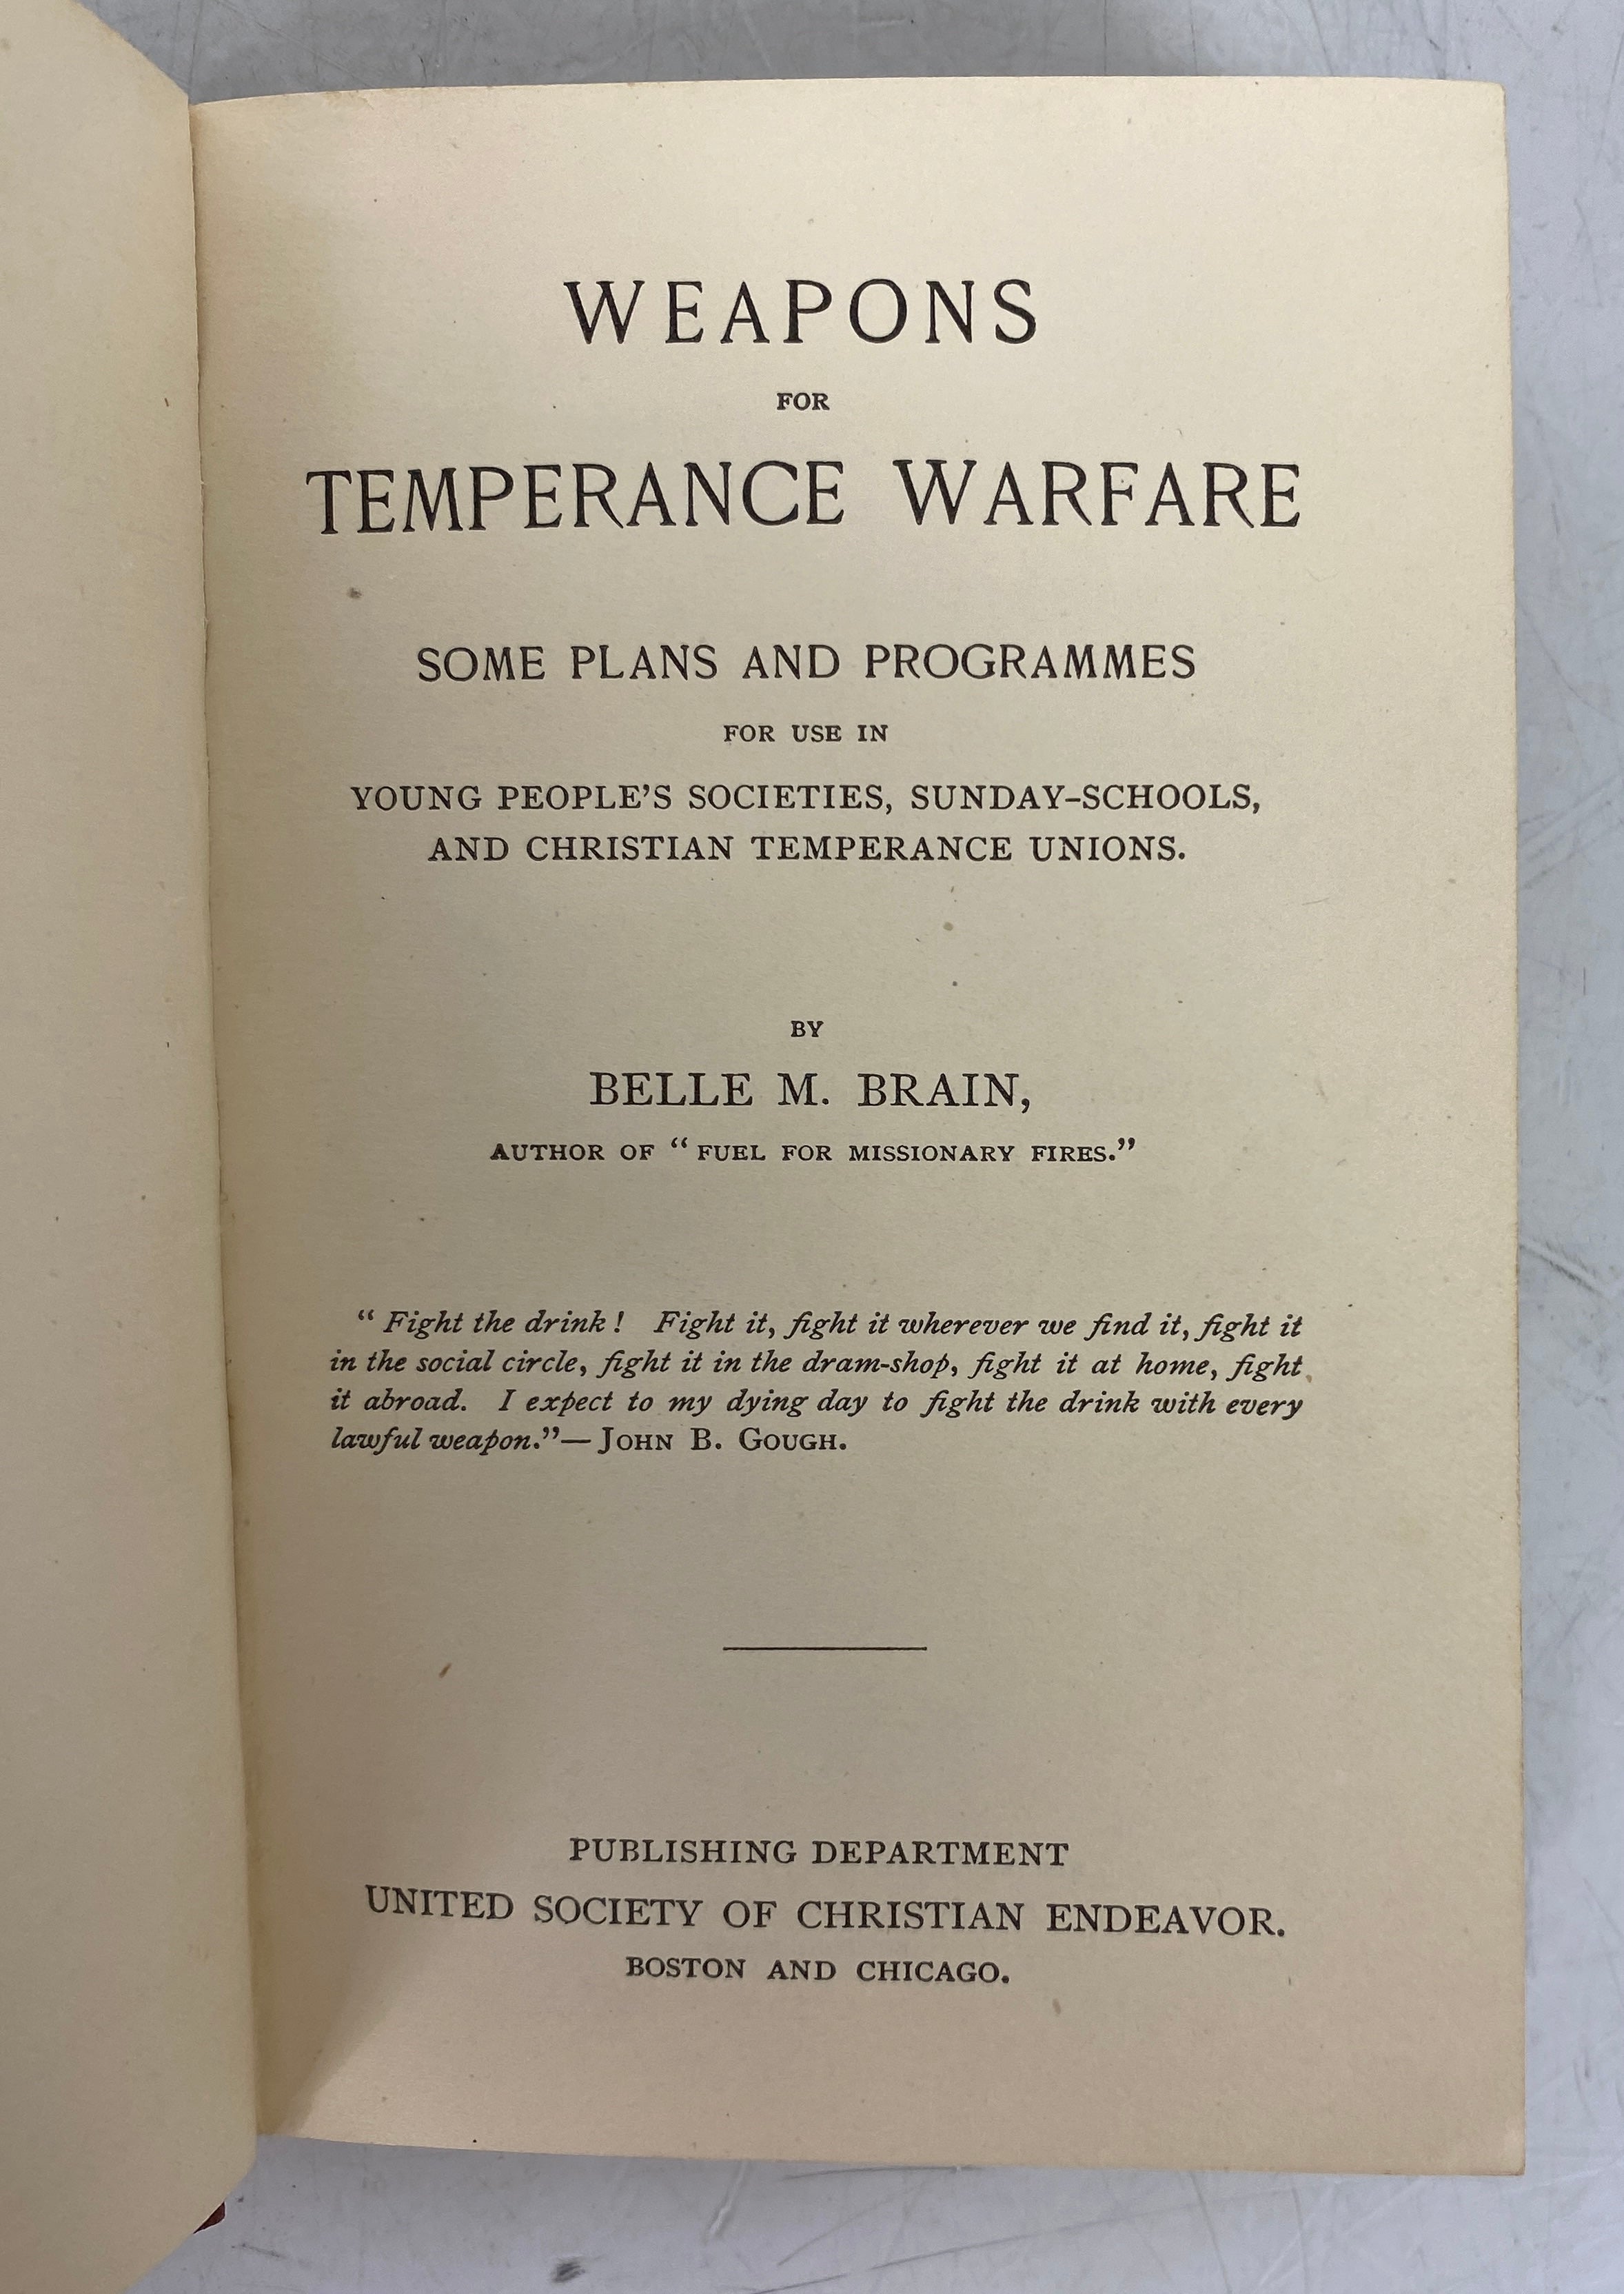 WEAPONS
FOR
TEMPERANCE WARFARE
SOME PLANS AND PROGRAMMES
FOR USE IN
YOUNG PEOPLE'S SOCIETIES, SUNDAY-SCHOOLS,
AND CHRISTIAN TEMPERANCE UNIONS.
BY
BELLE M. BRAIN,
AUTHOR OF "FUEL FOR MISSIONARY FIRES."
"Fight the drink! Fight it, fight it wherever we find it, fight it
in the social circle, fight it in the dram-shop, fight it at home, fight
it abroad. I expect to my dying day to fight the drink with every
lawful weapon."—JOHN B. GOUGH.
PUBLISHING DEPARTMENT
UNITED SOCIETY OF CHRISTIAN ENDEAVOR.
BOSTON AND CHICAGO.